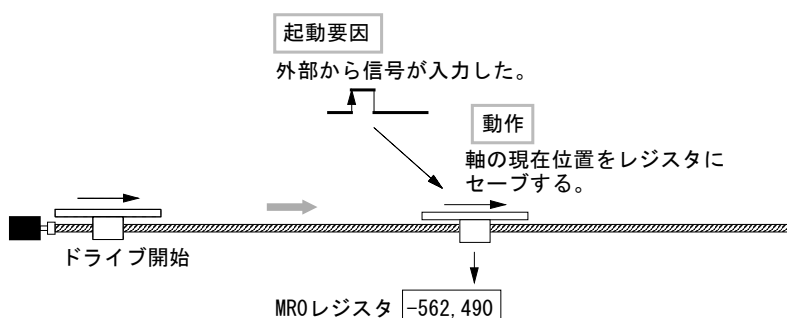 起動要因
外部から信号が入力した。
動作
軸の現在位置をレジスタに
セーブする。
ドライブ開始
MR0レジスタ -562,490